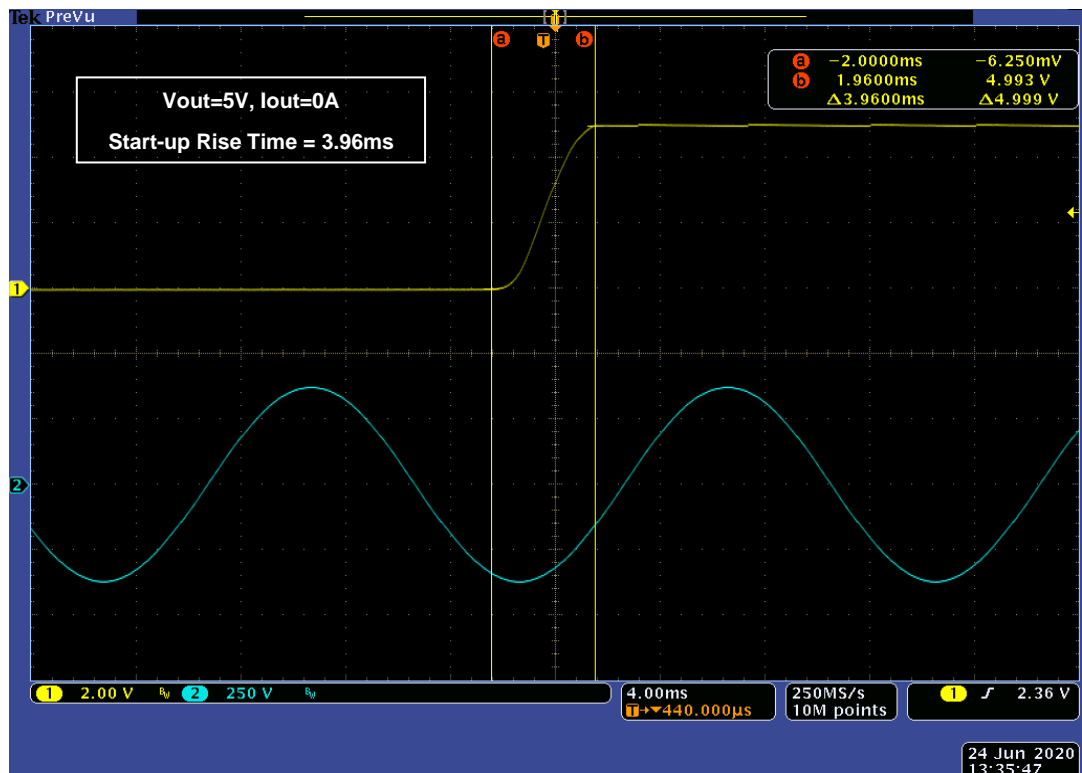 Tek PreVu
a T b
a −2.0000ms −6.250mV
b 1.9600ms 4.993 V
Δ3.9600ms Δ4.999 V
Vout=5V, Iout=0A
Start-up Rise Time = 3.96ms
1
2
1 2.00 V BW 2 250 V BW
4.00ms
T→▼440.000µs
250MS/s
10M points
1 2.36 V
24 Jun 2020
13:35:47